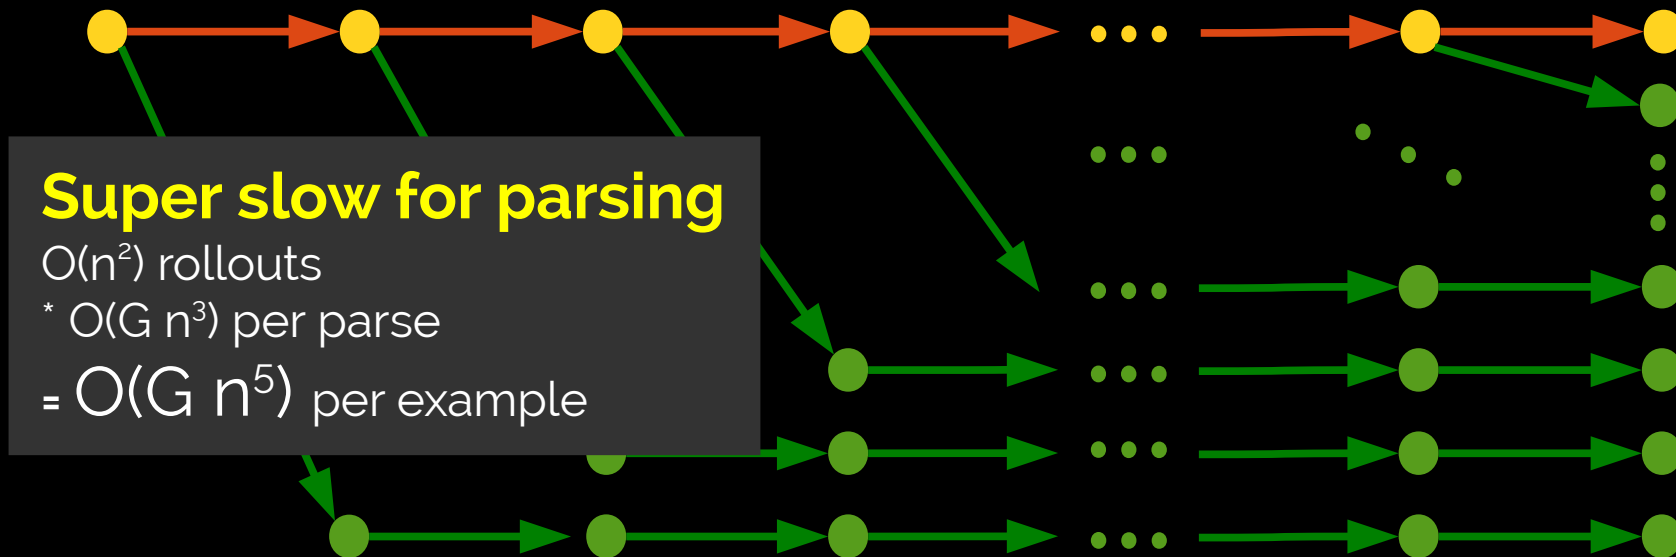 Super slow for parsing
O(n²) rollouts
* O(G n³) per parse
= O(G n⁵) per example